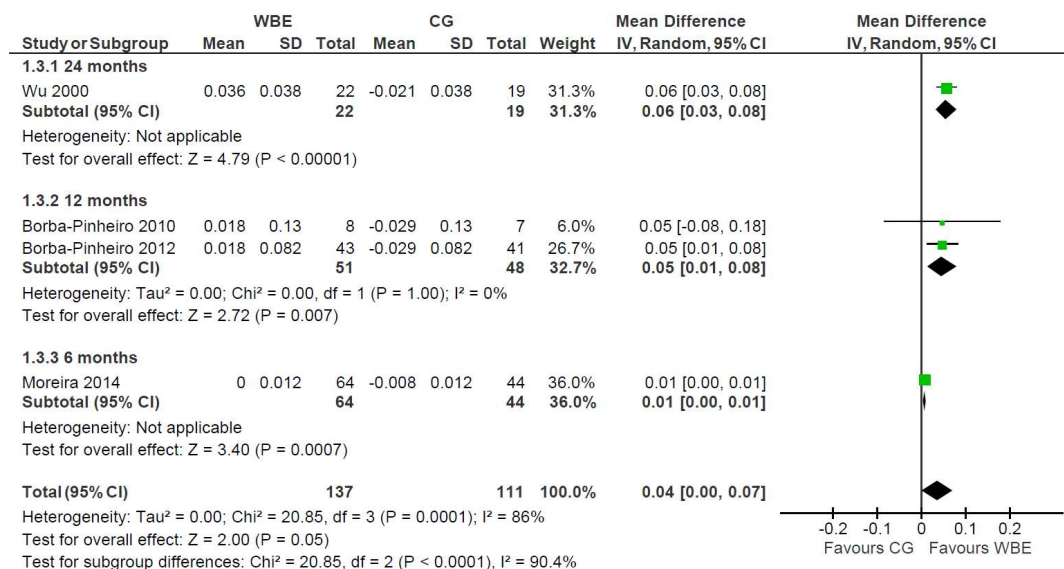 WBE CG Mean Difference Mean Difference
Study or Subgroup Mean SD Total Mean SD Total Weight IV, Random, 95% CI IV, Random, 95% CI
1.3.1 24 months
Wu 2000 0.036 0.038 22 -0.021 0.038 19 31.3% 0.06 [0.03, 0.08]
Subtotal (95% CI) 22 19 31.3% 0.06 [0.03, 0.08]
Heterogeneity: Not applicable
Test for overall effect: Z = 4.79 (P < 0.00001)
1.3.2 12 months
Borba-Pinheiro 2010 0.018 0.13 8 -0.029 0.13 7 6.0% 0.05 [-0.08, 0.18]
Borba-Pinheiro 2012 0.018 0.082 43 -0.029 0.082 41 26.7% 0.05 [0.01, 0.08]
Subtotal (95% CI) 51 48 32.7% 0.05 [0.01, 0.08]
Heterogeneity: Tau² = 0.00; Chi² = 0.00, df = 1 (P = 1.00); I² = 0%
Test for overall effect: Z = 2.72 (P = 0.007)
1.3.3 6 months
Moreira 2014 0 0.012 64 -0.008 0.012 44 36.0% 0.01 [0.00, 0.01]
Subtotal (95% CI) 64 44 36.0% 0.01 [0.00, 0.01]
Heterogeneity: Not applicable
Test for overall effect: Z = 3.40 (P = 0.0007)
Total (95% CI) 137 111 100.0% 0.04 [0.00, 0.07]
Heterogeneity: Tau² = 0.00; Chi² = 20.85, df = 3 (P = 0.0001); I² = 86%
Test for overall effect: Z = 2.00 (P = 0.05)
Test for subgroup differences: Chi² = 20.85, df = 2 (P < 0.0001), I² = 90.4%
-0.2 -0.1 0 0.1 0.2
Favours CG Favours WBE